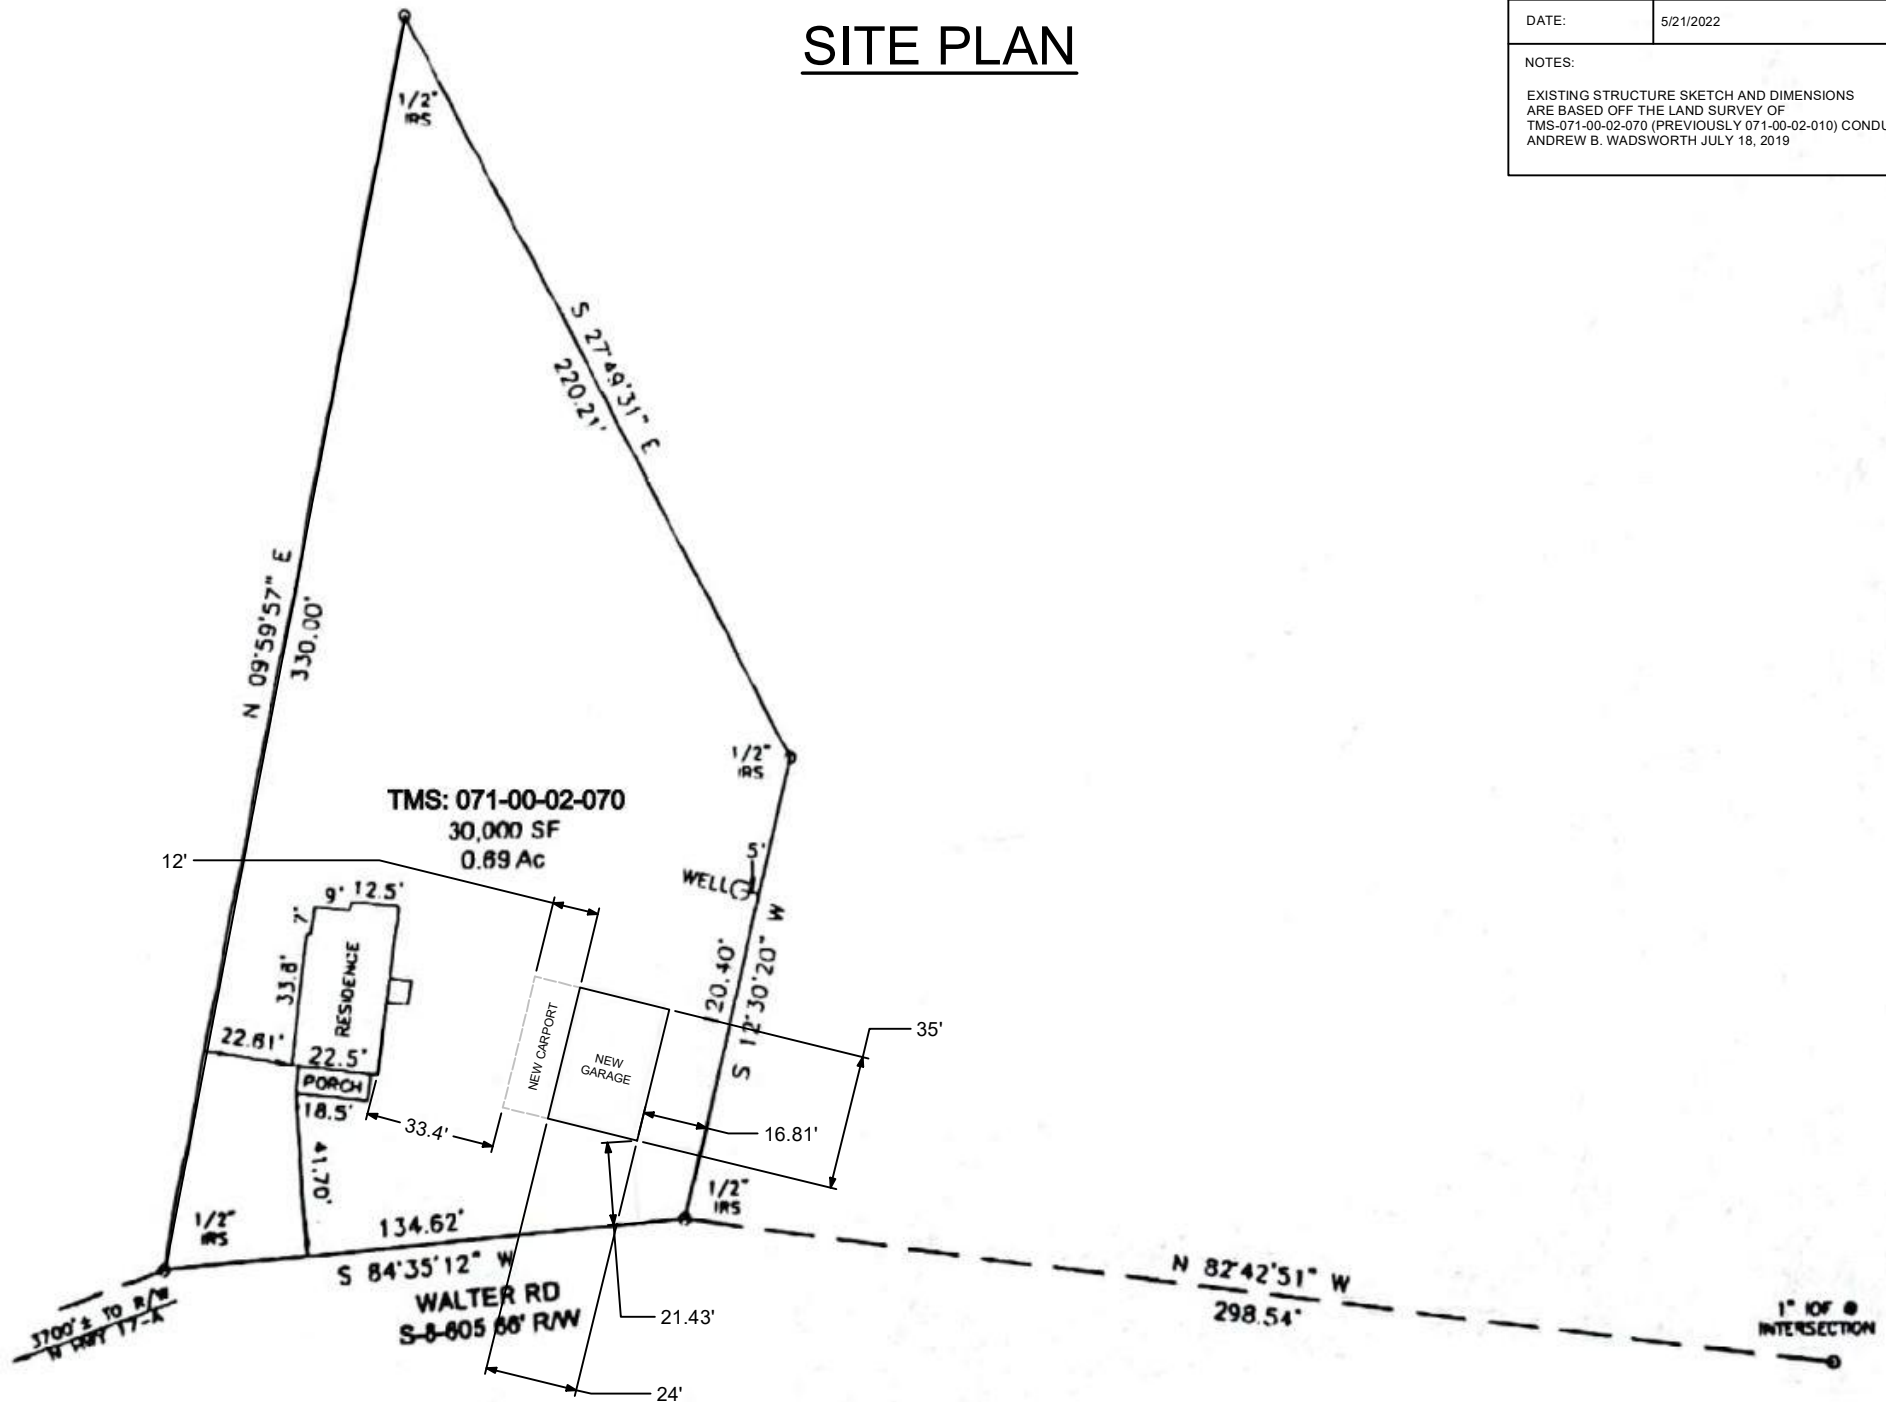 SITE PLAN
DATE:
5/21/2022
NOTES:
EXISTING STRUCTURE SKETCH AND DIMENSIONS
ARE BASED OFF THE LAND SURVEY OF
TMS-071-00-02-070 (PREVIOUSLY 071-00-02-010) CONDU
ANDREW B. WADSWORTH JULY 18, 2019
1/2"
IRS
S 27°49'31" E
220.21'
N 09°59'57" E
330.00'
1/2"
IRS
TMS: 071-00-02-070
30,000 SF
0.69 Ac
12'
5'
WELL
9'
12.5'
7'
33.8'
RESIDENCE
120.40'
S 12°30'20" W
NEW CARPORT
NEW
GARAGE
35'
22.81'
22.5'
PORCH
18.5'
33.4'
16.81'
41.70'
1/2"
IRS
1/2"
IRS
134.62'
S 84°35'12" W
WALTER RD
S-8-605 66' R/W
21.43'
24'
3700' ± TO R/W
N HWY 17-A
N 82°42'51" W
298.54'
1" IOF @
INTERSECTION